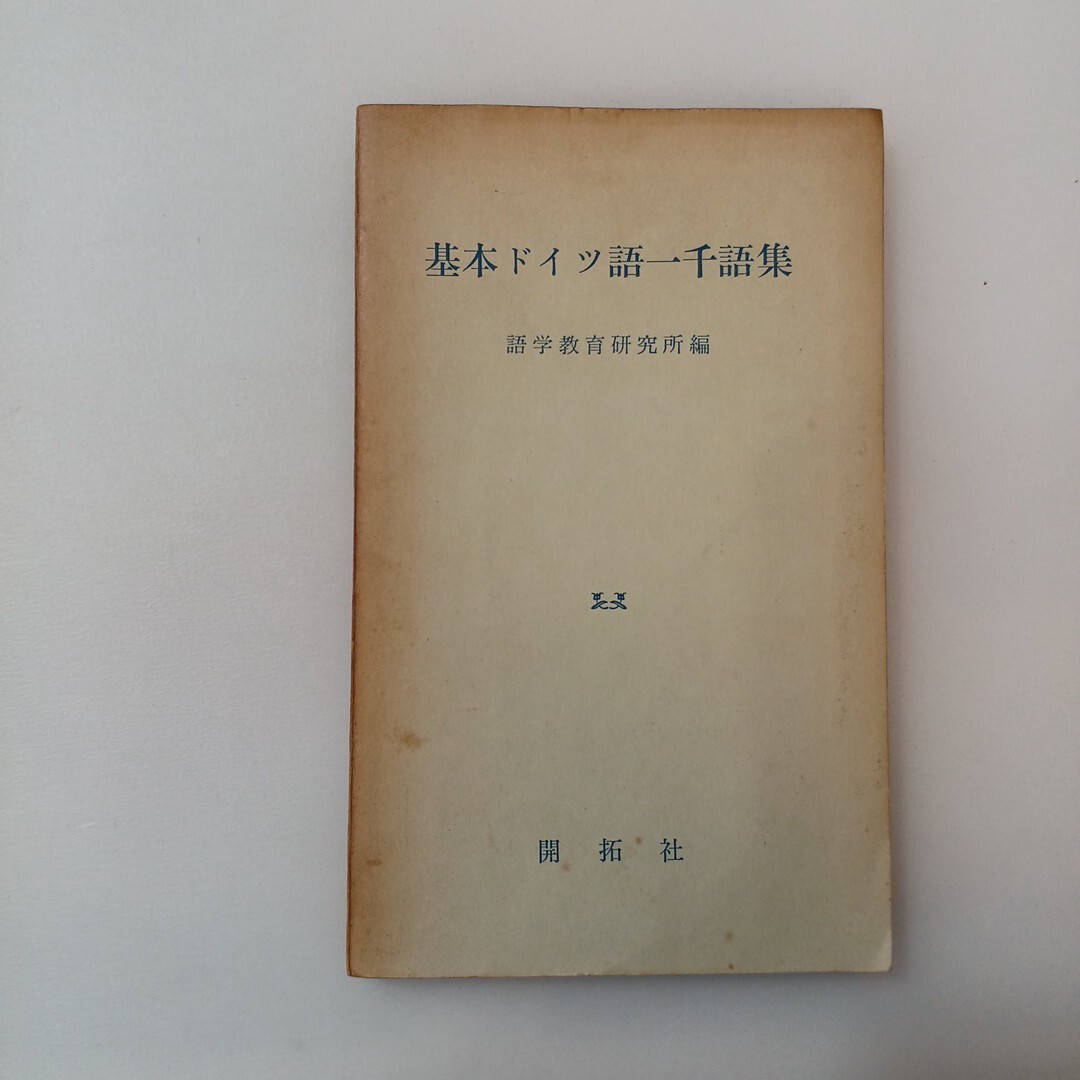 基本ドイツ語一千語集
語学教育研究所編
開拓社